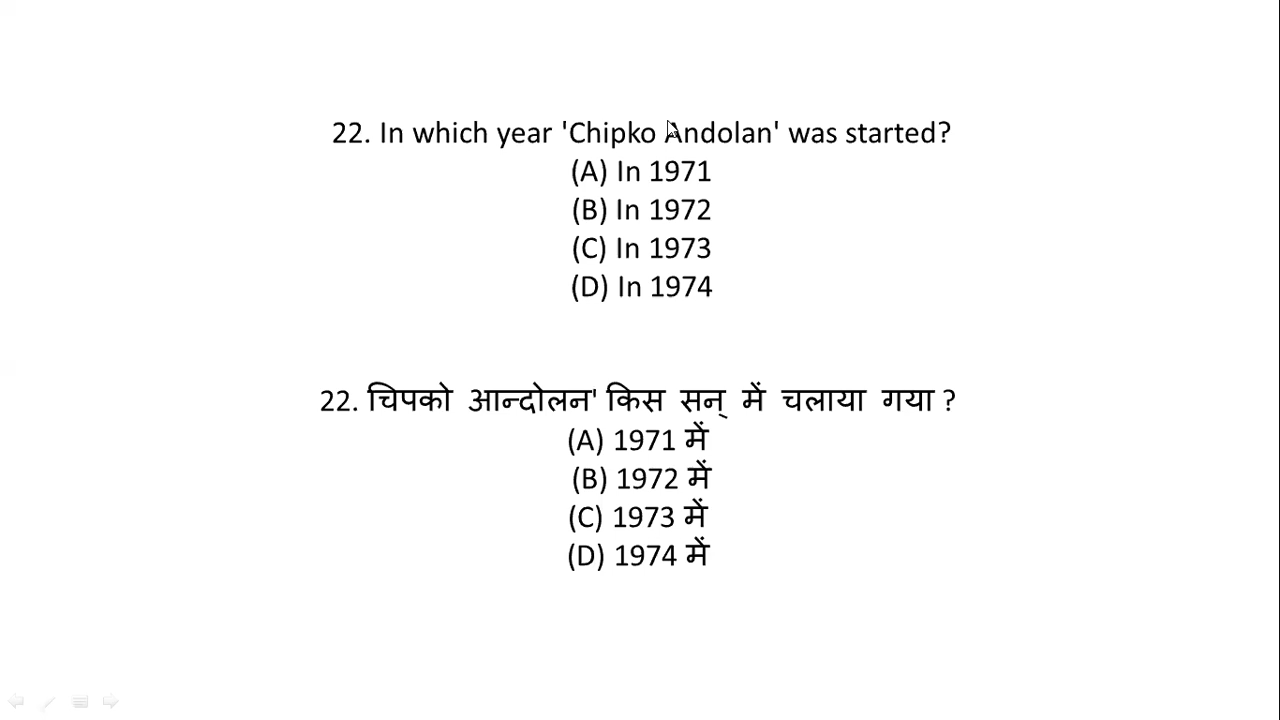 22. In which year 'Chipko Andolan' was started?
(A) In 1971
(B) In 1972
(C) In 1973
(D) In 1974
22. चिपको आन्दोलन' किस सन् में चलाया गया ?
(A) 1971 में
(B) 1972 में
(C) 1973 में
(D) 1974 में